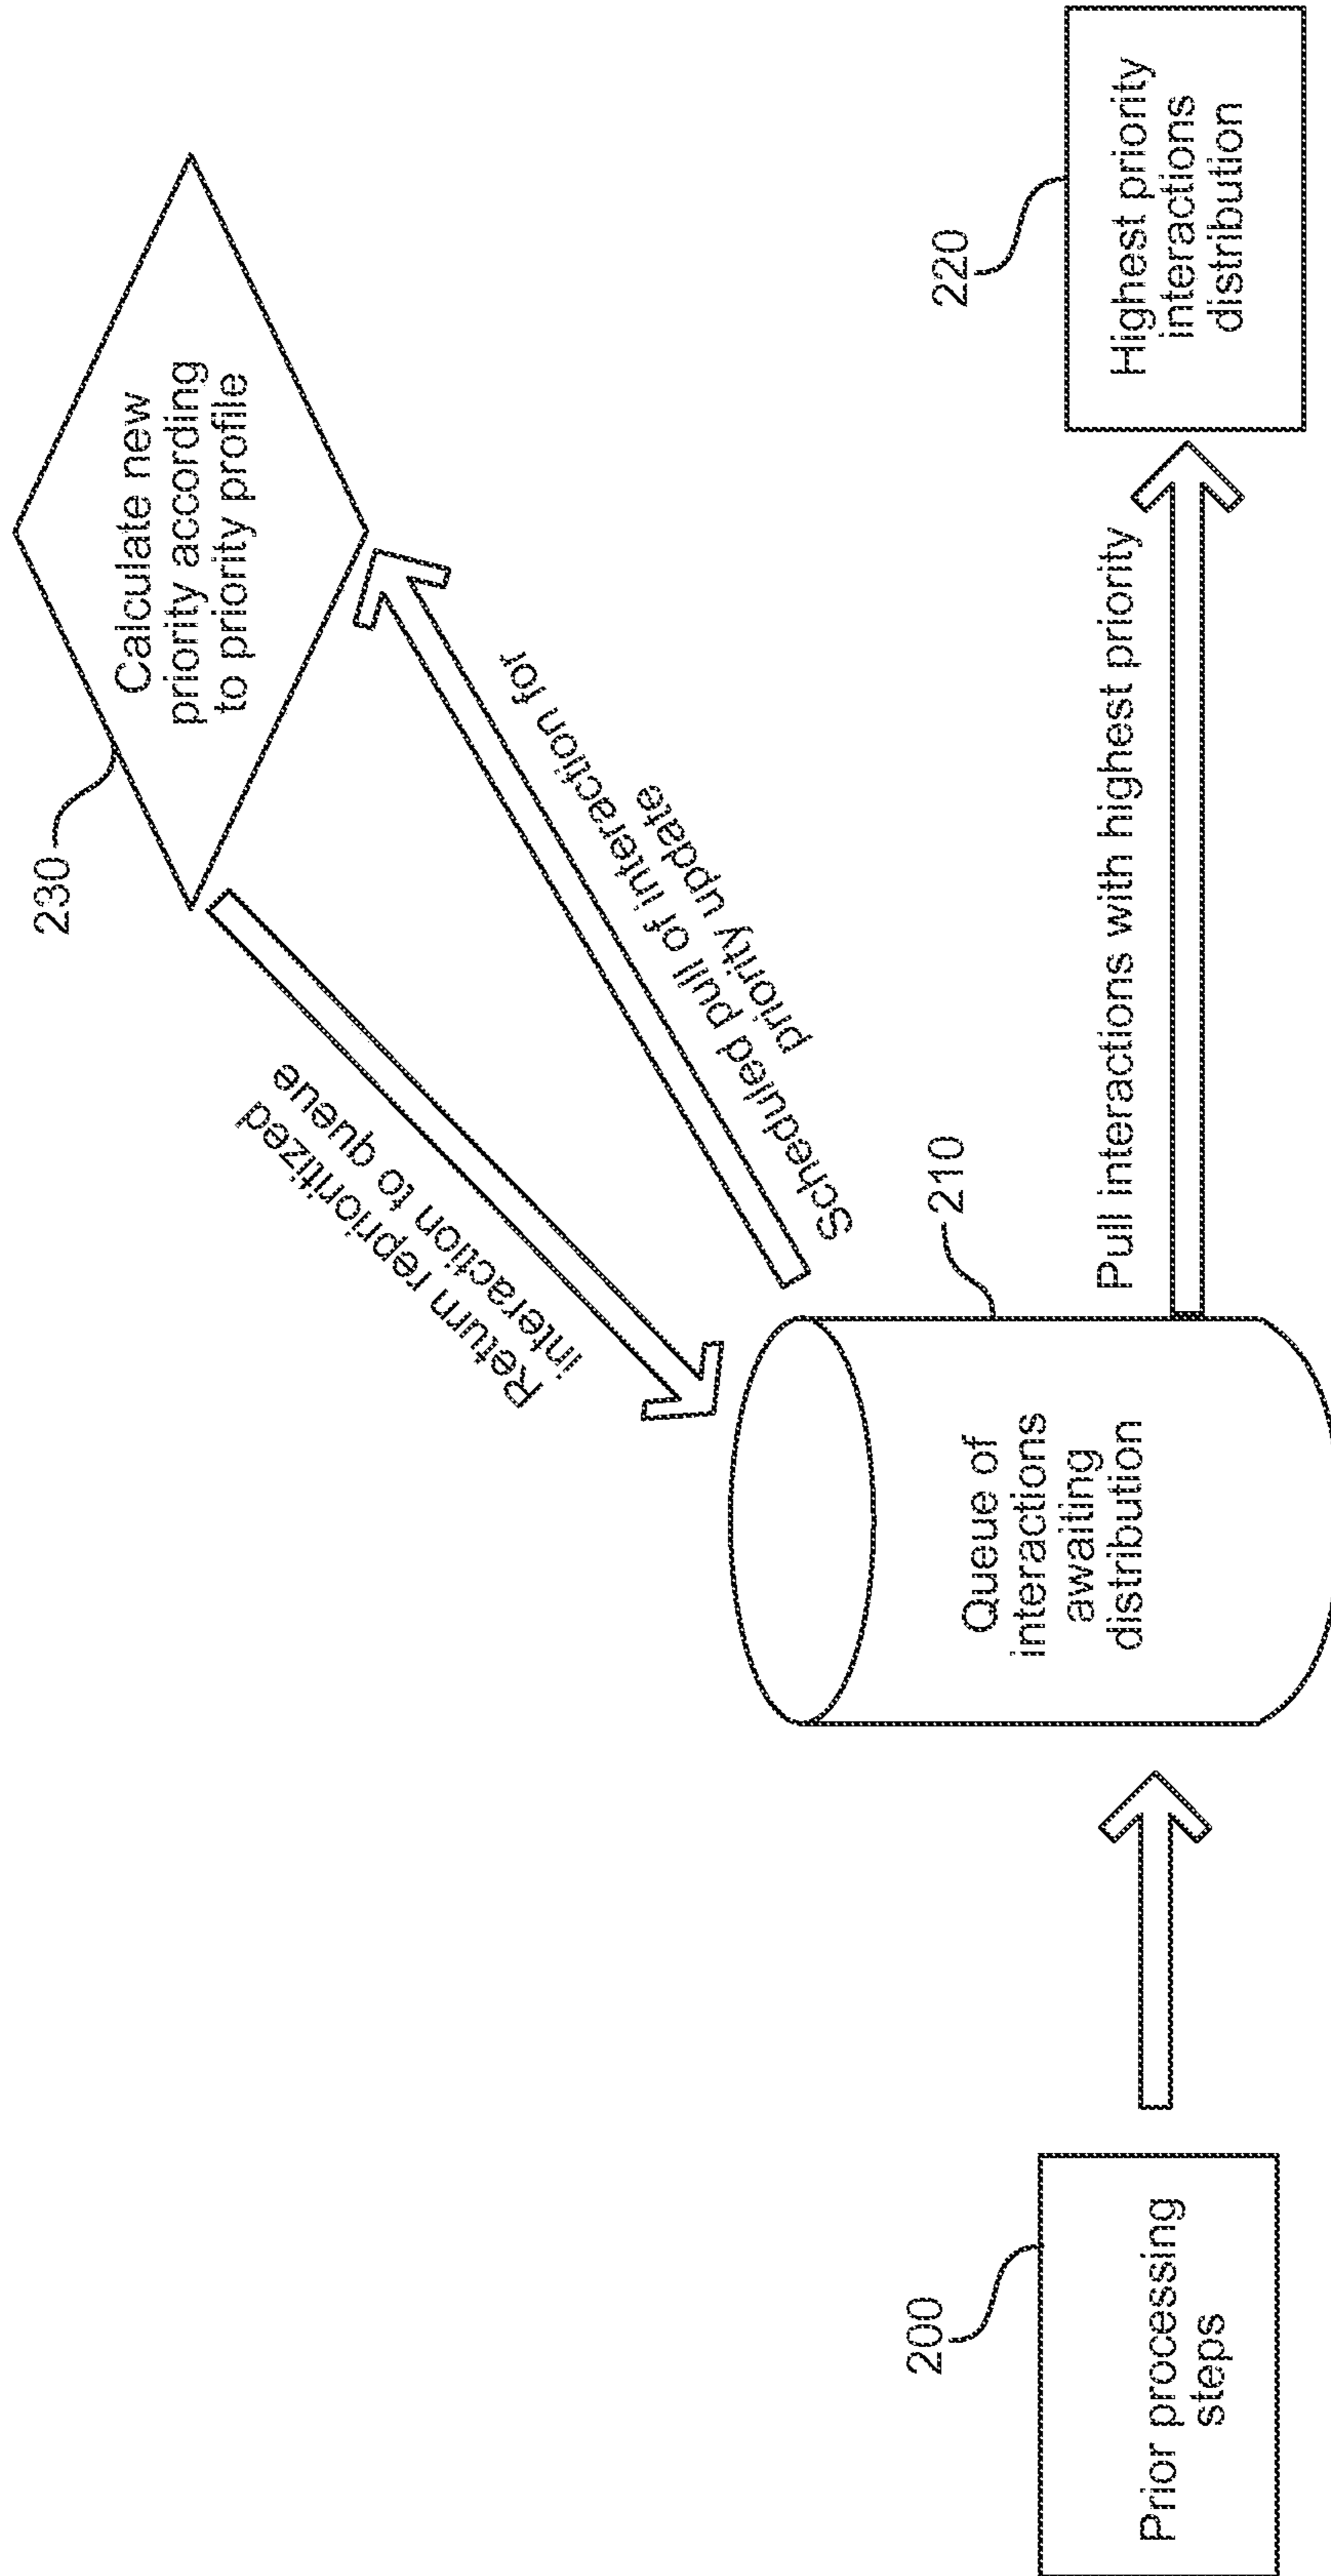 230
Calculate new
priority according
to priority profile
Return reprioritized
interaction to queue
Scheduled pull of interaction for
priority update
200
Prior processing
steps
210
Queue of
interactions
awaiting
distribution
Pull interactions with highest priority
220
Highest priority
interactions
distribution